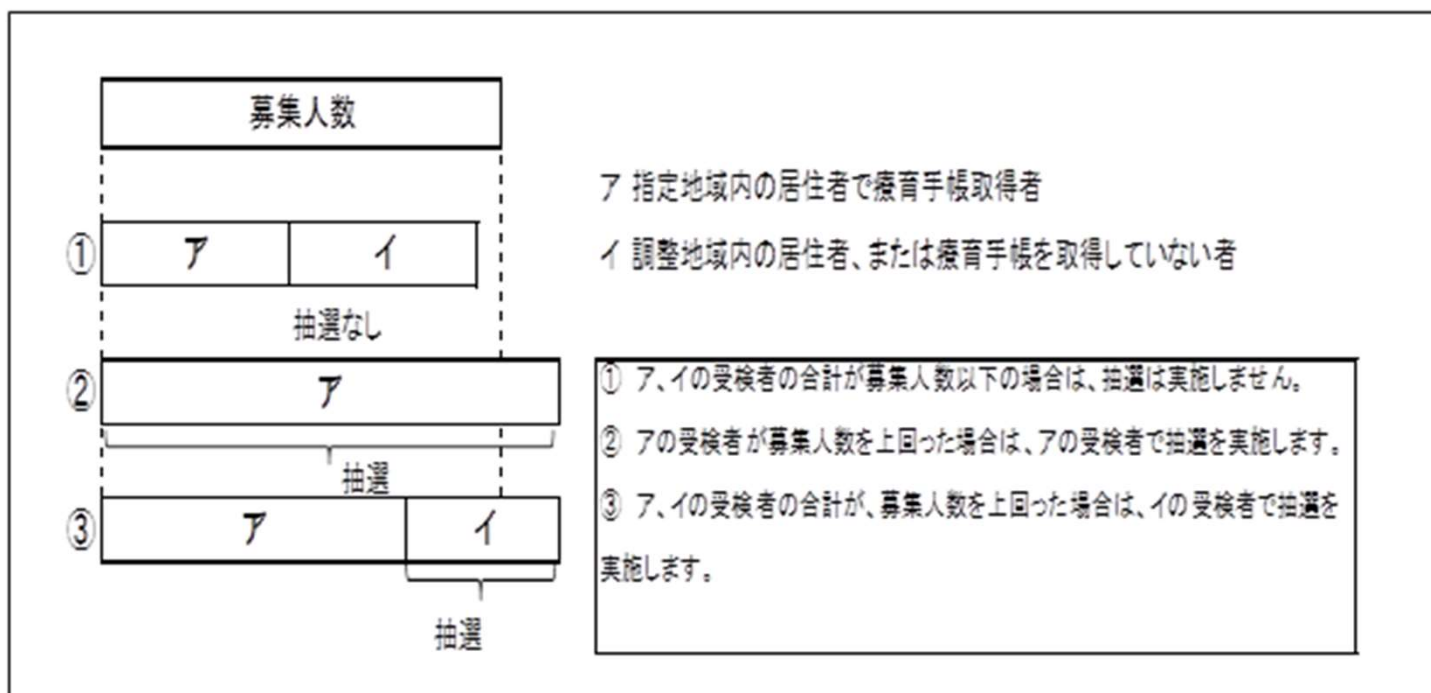 募集人数
ア 指定地域内の居住者で療育手帳取得者
① ア イ
イ 調整地域内の居住者、または療育手帳を取得していない者
抽選なし
② ア
抽選
③ ア イ
抽選
① ア、イの受検者の合計が募集人数以下の場合は、抽選は実施しません。
② アの受検者が募集人数を上回った場合は、アの受検者で抽選を実施します。
③ ア、イの受検者の合計が、募集人数を上回った場合は、イの受検者で抽選を
実施します。